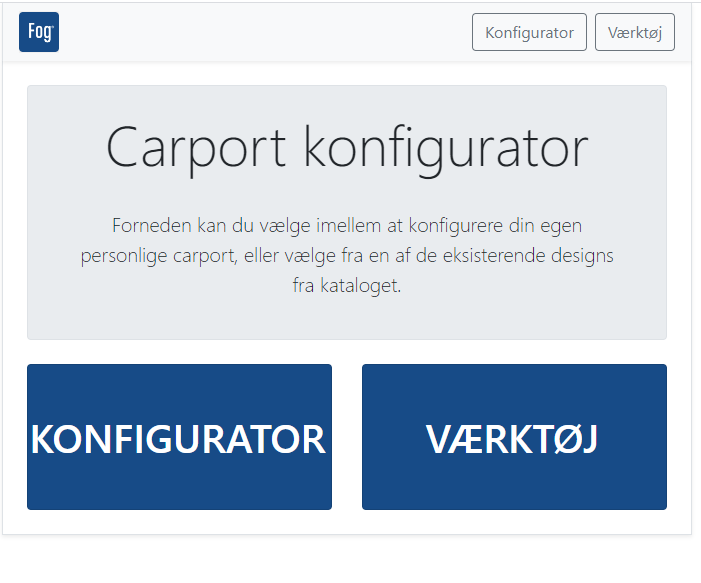 Fog
Konfigurator
Værktøj
Carport konfigurator
Forneden kan du vælge imellem at konfigurere din egen
personlige carport, eller vælge fra en af de eksisterende designs
fra kataloget.
KONFIGURATOR
VÆRKTØJ